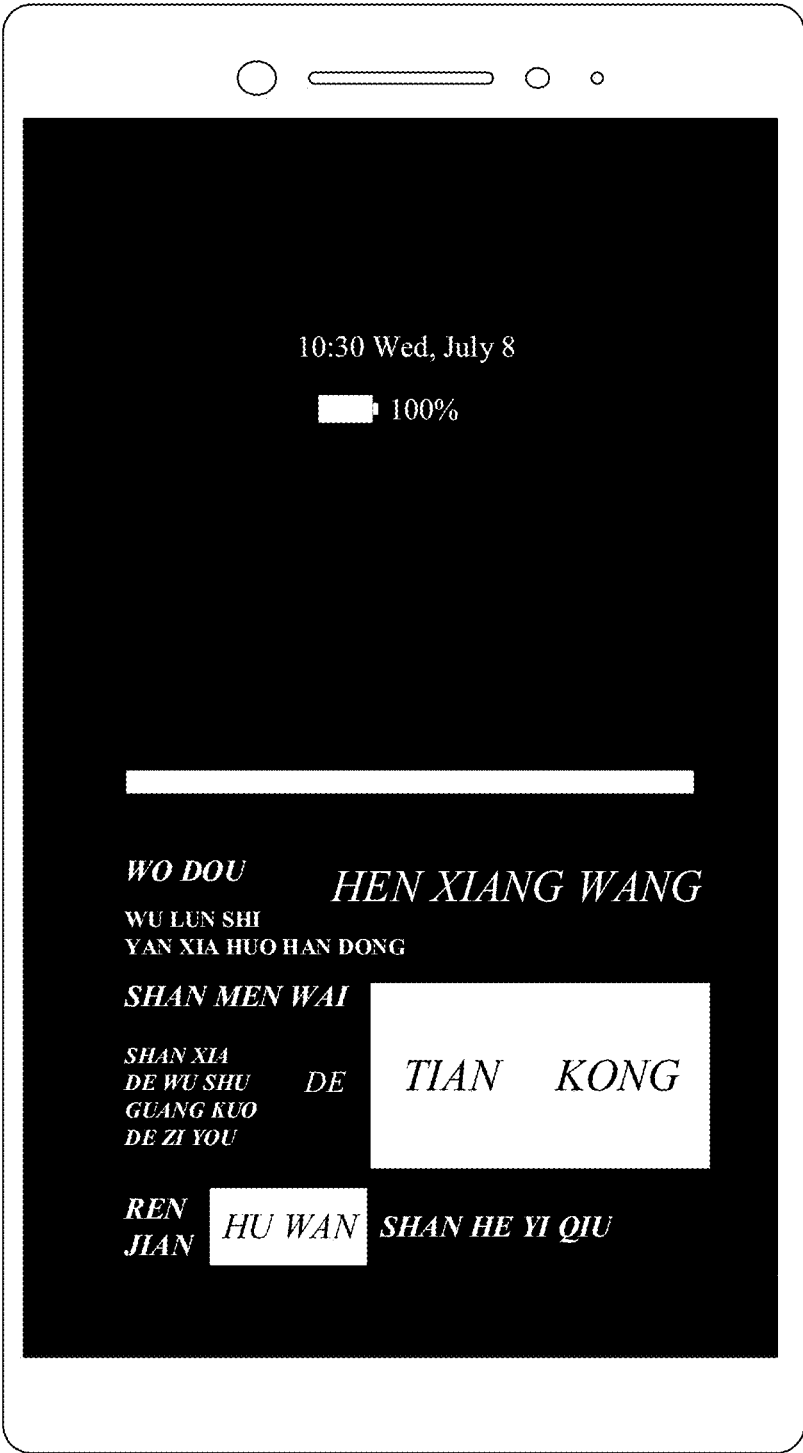 10:30 Wed, July 8
100%
WO DOU
HEN XIANG WANG
WU LUN SHI
YAN XIA HUO HAN DONG
SHAN MEN WAI
SHAN XIA
DE WU SHU
GUANG KUO
DE ZI YOU
DE
TIAN KONG
REN
JIAN
HU WAN
SHAN HE YI QIU